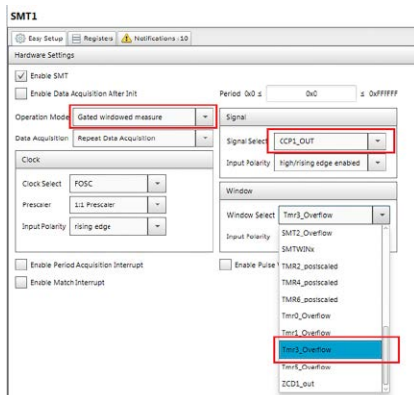 SMT1
Easy Setup Registers Notifications : 10
Hardware Settings
Enable SMT
Enable Data Acquisition After Init
Period 0x0 ≤ 0x0 ≤ 0xFFFFFF
Operation Mode Gated windowed measure
Signal
Data Acquisition Repeat Data Acquisition
Signal Select CCP1_OUT
Clock
Input Polarity high/rising edge enabled
Clock Select FOSC
Window
Prescaler 1:1 Prescaler
Window Select Tmr3_Overflow
Input Polarity rising edge
Input Polarity
SMT2_Overflow
SMTWINx
Enable Period Acquisition Interrupt
Enable Pulse
TMR2_postscaled
Enable Match Interrupt
TMR4_postscaled
TMR6_postscaled
Tmr0_Overflow
Tmr1_Overflow
Tmr3_Overflow
Tmr5_Overflow
ZCD1_out